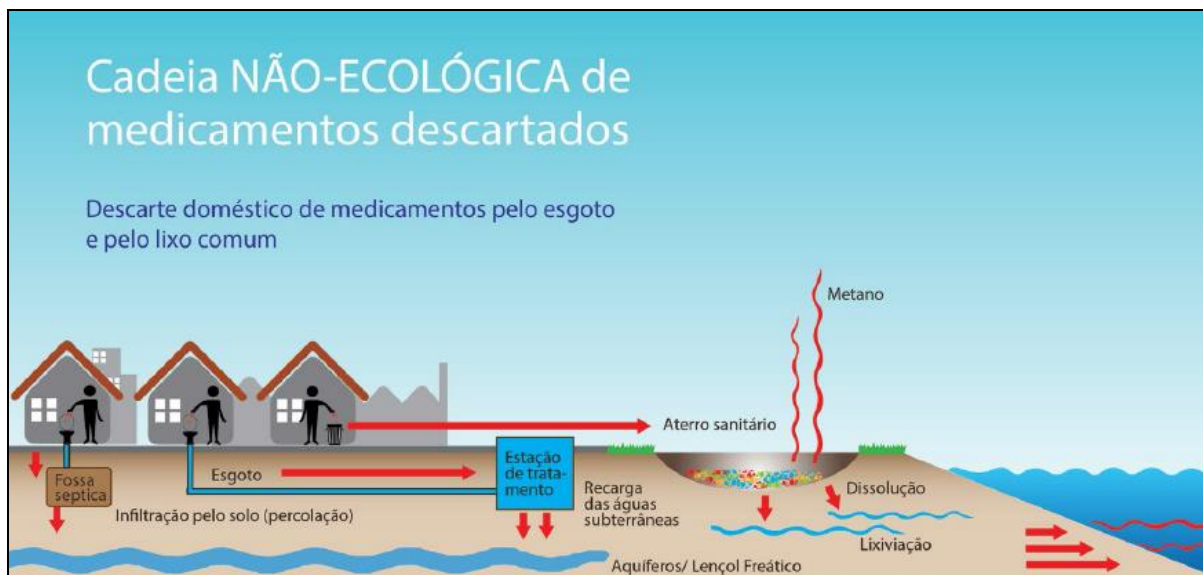 Cadeia NÃO-ECOLÓGICA de
medicamentos descartados
Descarte doméstico de medicamentos pelo esgoto
e pelo lixo comum
Metano
Aterro sanitário
Fossa
septica
Esgoto
Estação
de trata-
mento
Infiltração pelo solo (percolação)
Recarga
das águas
subterrâneas
Dissolução
Lixiviação
Aquíferos/ Lençol Freático